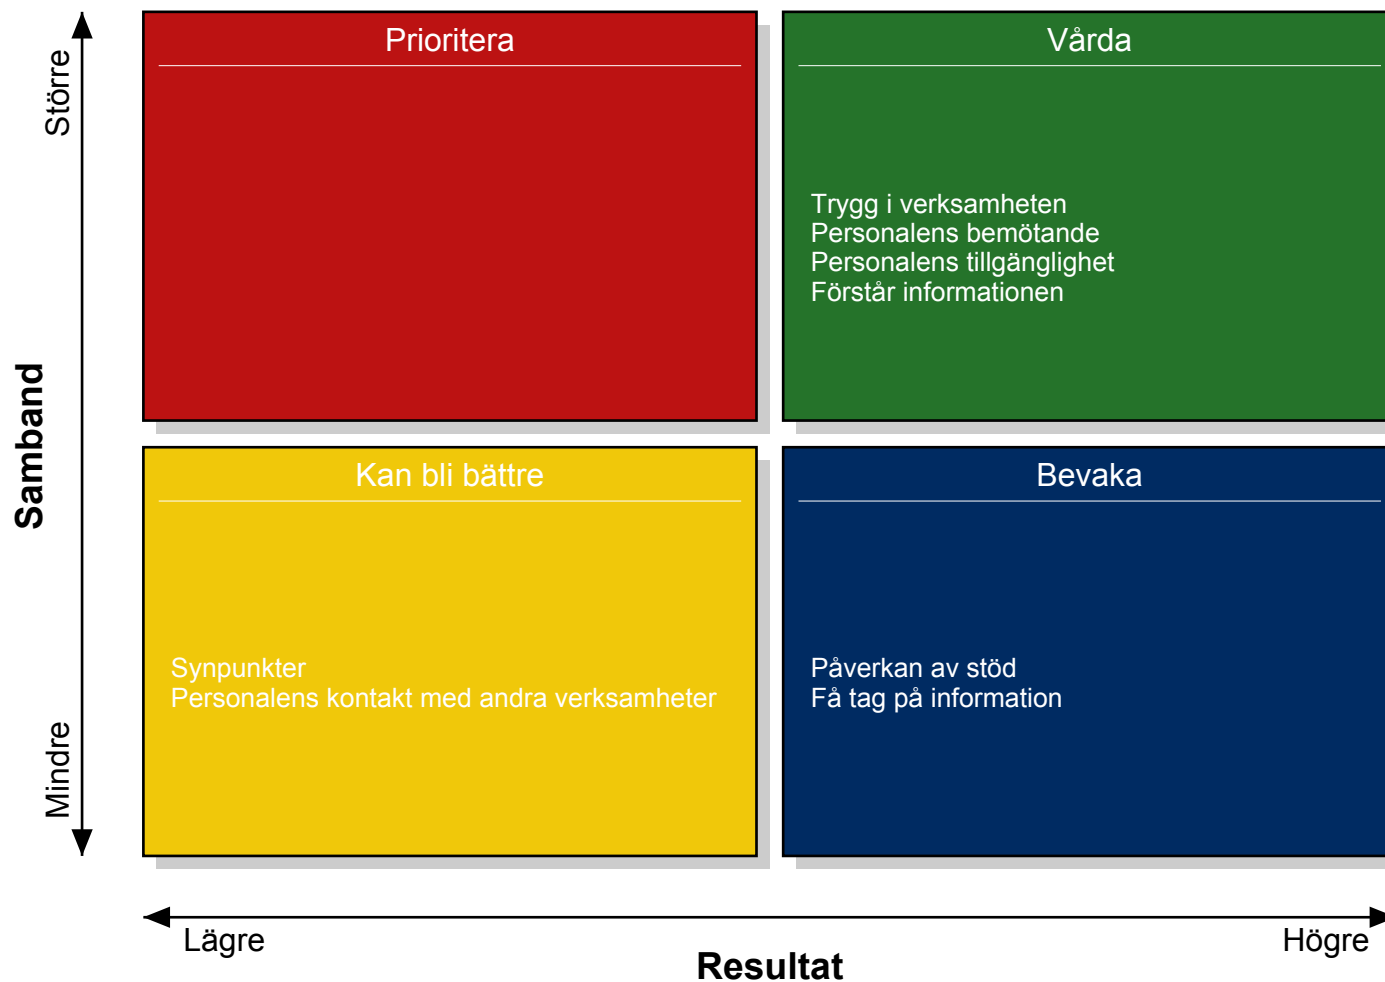 Prioritera
Vårda
Större
Trygg i verksamheten
Personalens bemötande
Personalens tillgänglighet
Förstår informationen
Samband
Kan bli bättre
Bevaka
Synpunkter
Personalens kontakt med andra verksamheter
Påverkan av stöd
Få tag på information
Mindre
Lägre
Högre
Resultat